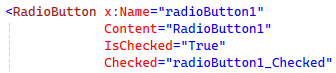 <RadioButton x:Name="radioButton1"
Content="RadioButton1"
IsChecked="True"
Checked="radioButton1_Checked"